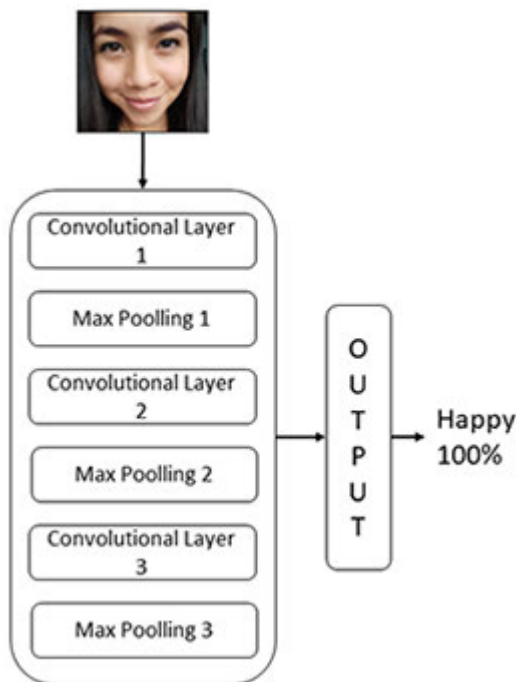 Convolutional Layer
1
Max Poolling 1
Convolutional Layer
2
Max Poolling 2
Convolutional Layer
3
Max Poolling 3
O
U
T
P
U
T
Happy
100%